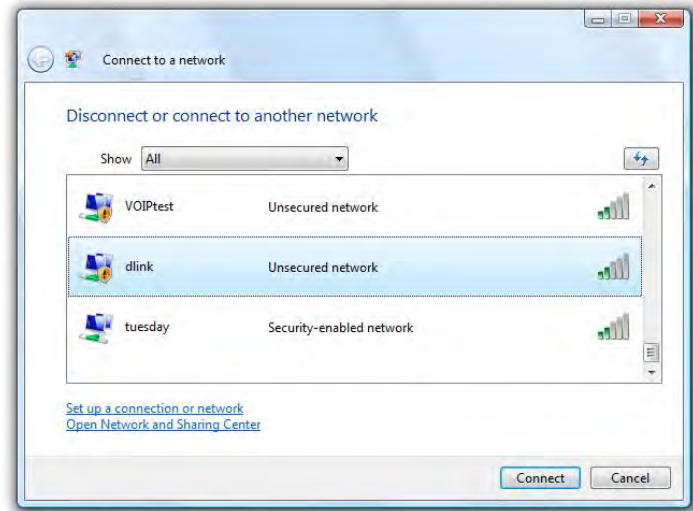 Connect to a network
Disconnect or connect to another network
Show All
VOIPtest Unsecured network
dlink Unsecured network
tuesday Security-enabled network
Set up a connection or network
Open Network and Sharing Center
Connect Cancel